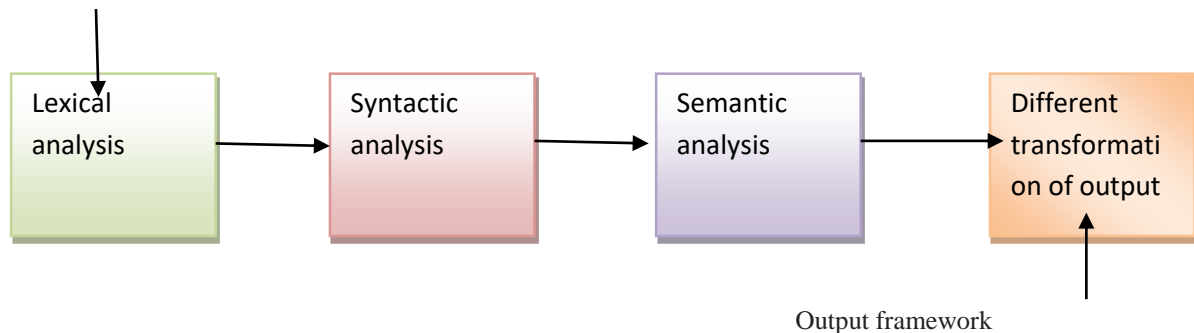 Lexical
analysis
Syntactic
analysis
Semantic
analysis
Different
transformati
on of output
Output framework